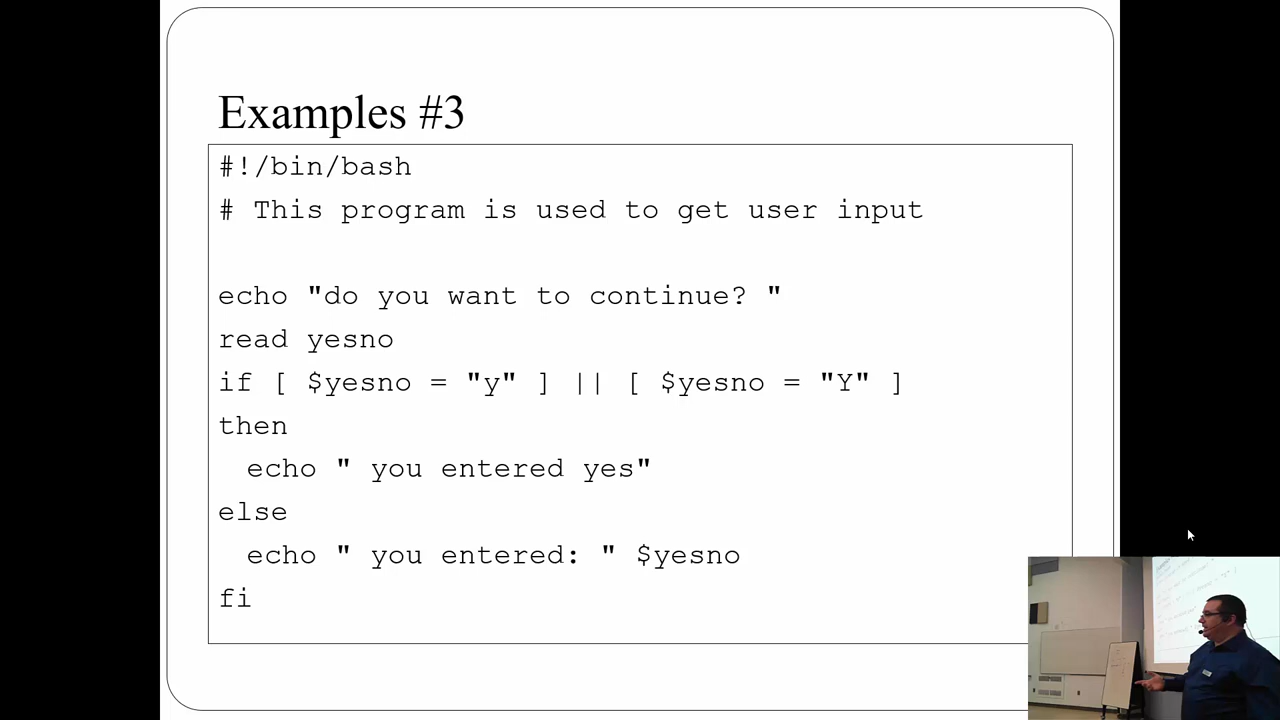 Examples #3
#!/bin/bash
# This program is used to get user input
echo "do you want to continue? "
read yesno
if [ $yesno = "y" ] || [ $yesno = "Y" ]
then
echo " you entered yes"
else
echo " you entered: " $yesno
fi